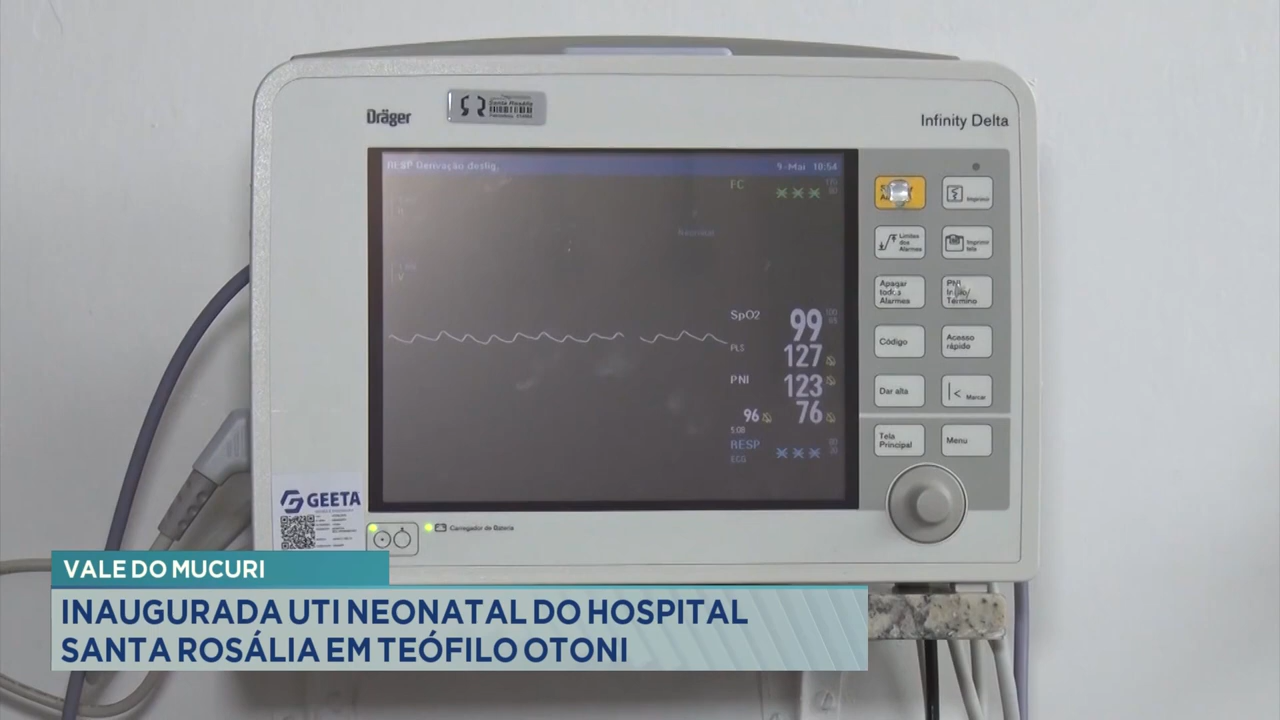 Dräger
Santa Rosália
Infinity Delta
RESP Derivação deslig.
9-Mai 10:54
FC
SpO2
99
PLS
127
PNI
123
96
76
5:08
RESP
ECG
Imprimir
Limites dos Alarmes
Imprimir tela
Apagar todos Alarmes
PNI Início/ Término
Código
Acesso rápido
Dar alta
Marcar
Tela Principal
Menu
GEETA
Carregador de Bateria
VALE DO MUCURI
INAUGURADA UTI NEONATAL DO HOSPITAL
SANTA ROSÁLIA EM TEÓFILO OTONI